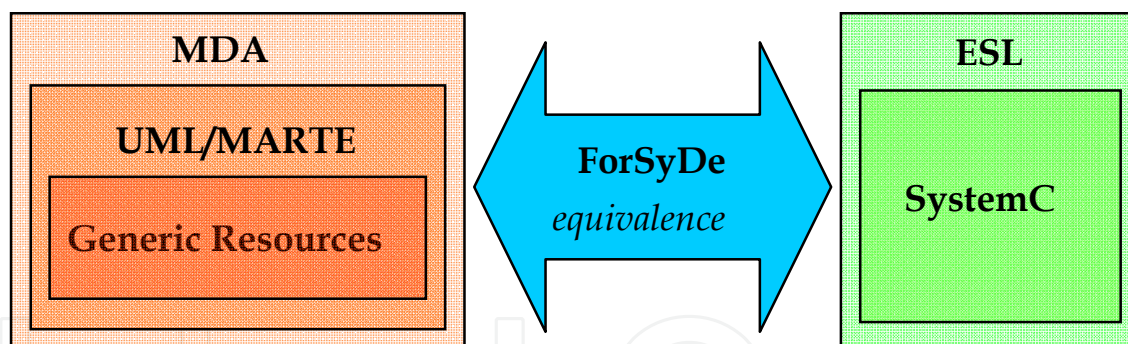 MDA
UML/MARTE
Generic Resources
ForSyDe
equivalence
ESL
SystemC